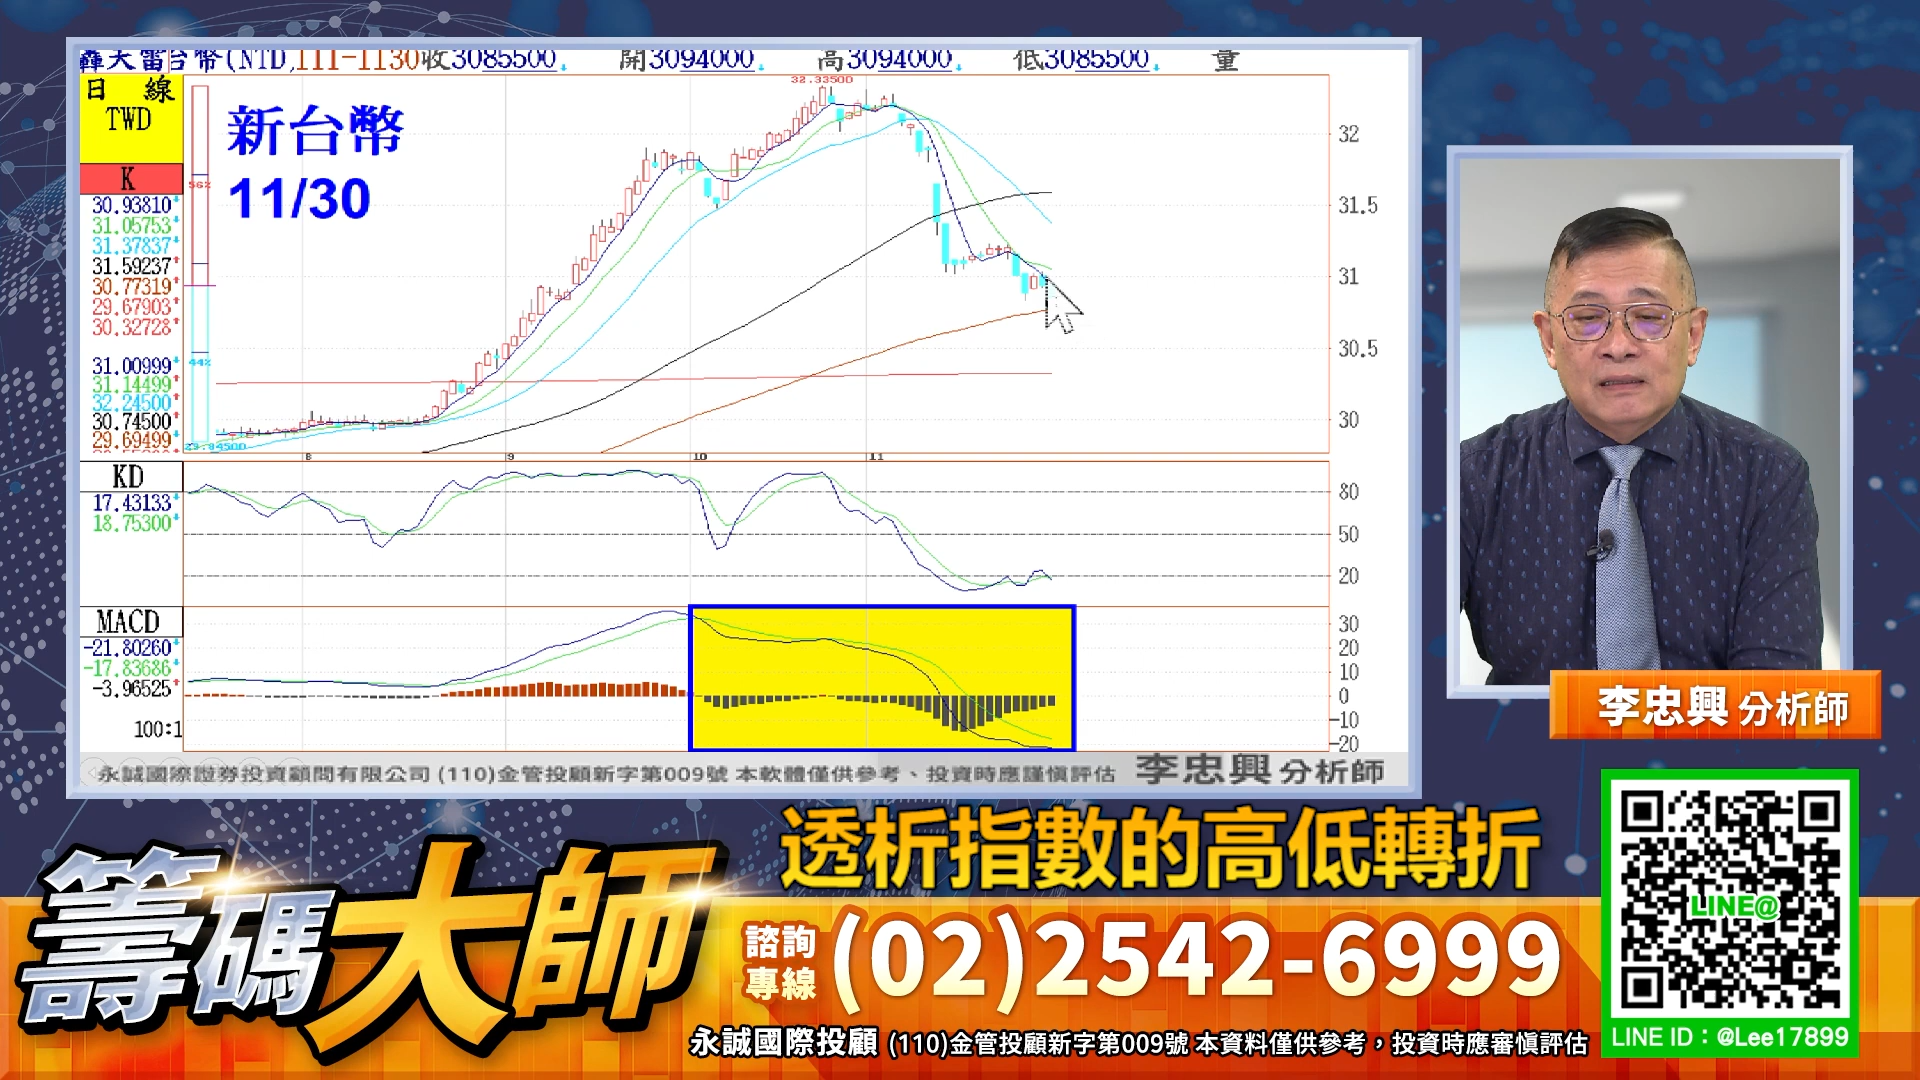 轟天雷台幣(NTD,111-1130收3085500 開3094000 高3094000 低3085500 量
日 線
TWD
K
30.93810
31.05753
31.37837
31.59237
30.77319
29.67903
30.32728
31.00999
31.14499
32.24500
30.74500
29.69499
56%
44%
29.84500
新台幣
11/30
32.33500
32
31.5
31
30.5
30
8 9 10 11
KD
17.43133
18.75300
80
50
20
MACD
-21.80260
-17.83686
-3.96525
100:1
30
20
10
0
-10
-20
永誠國際證券投資顧問有限公司 (110)金管投顧新字第009號 本軟體僅供參考、投資時應謹慎評估 李忠興 分析師
李忠興 分析師
透析指數的高低轉折
籌碼大師
諮詢專線 (02)2542-6999
永誠國際投顧 (110)金管投顧新字第009號 本資料僅供參考，投資時應審慎評估
LINE@
LINE ID：@Lee17899